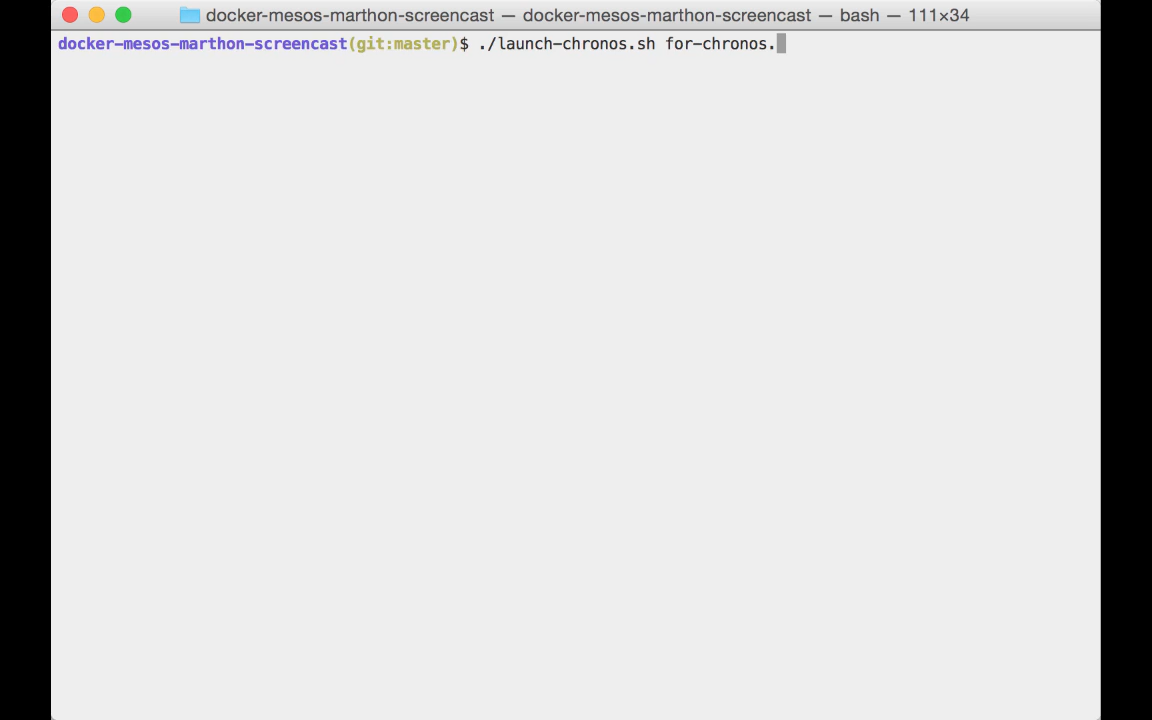 docker-mesos-marthon-screencast — docker-mesos-marthon-screencast — bash — 111×34
docker-mesos-marthon-screencast(git:master)$ ./launch-chronos.sh for-chronos.